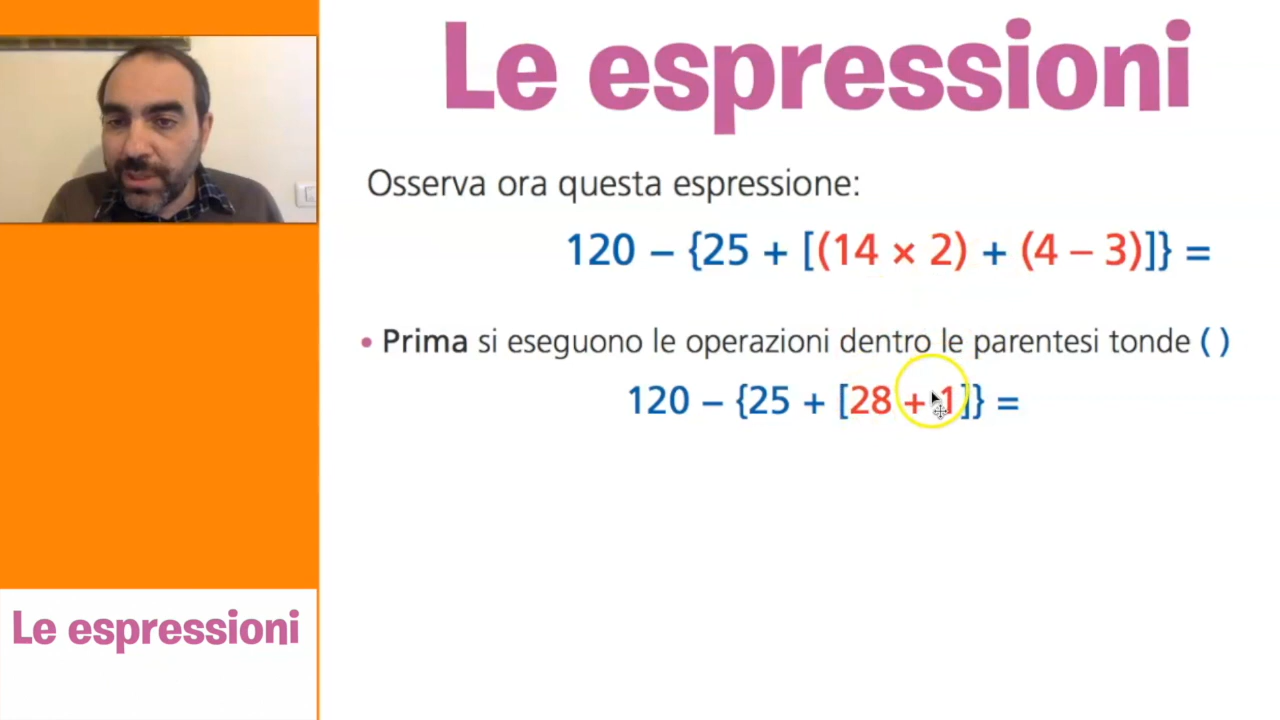 Le espressioni
Osserva ora questa espressione:
120 – {25 + [(14 × 2) + (4 – 3)]} =
• Prima si eseguono le operazioni dentro le parentesi tonde ( )
120 – {25 + [28 + 1]} =
Le espressioni